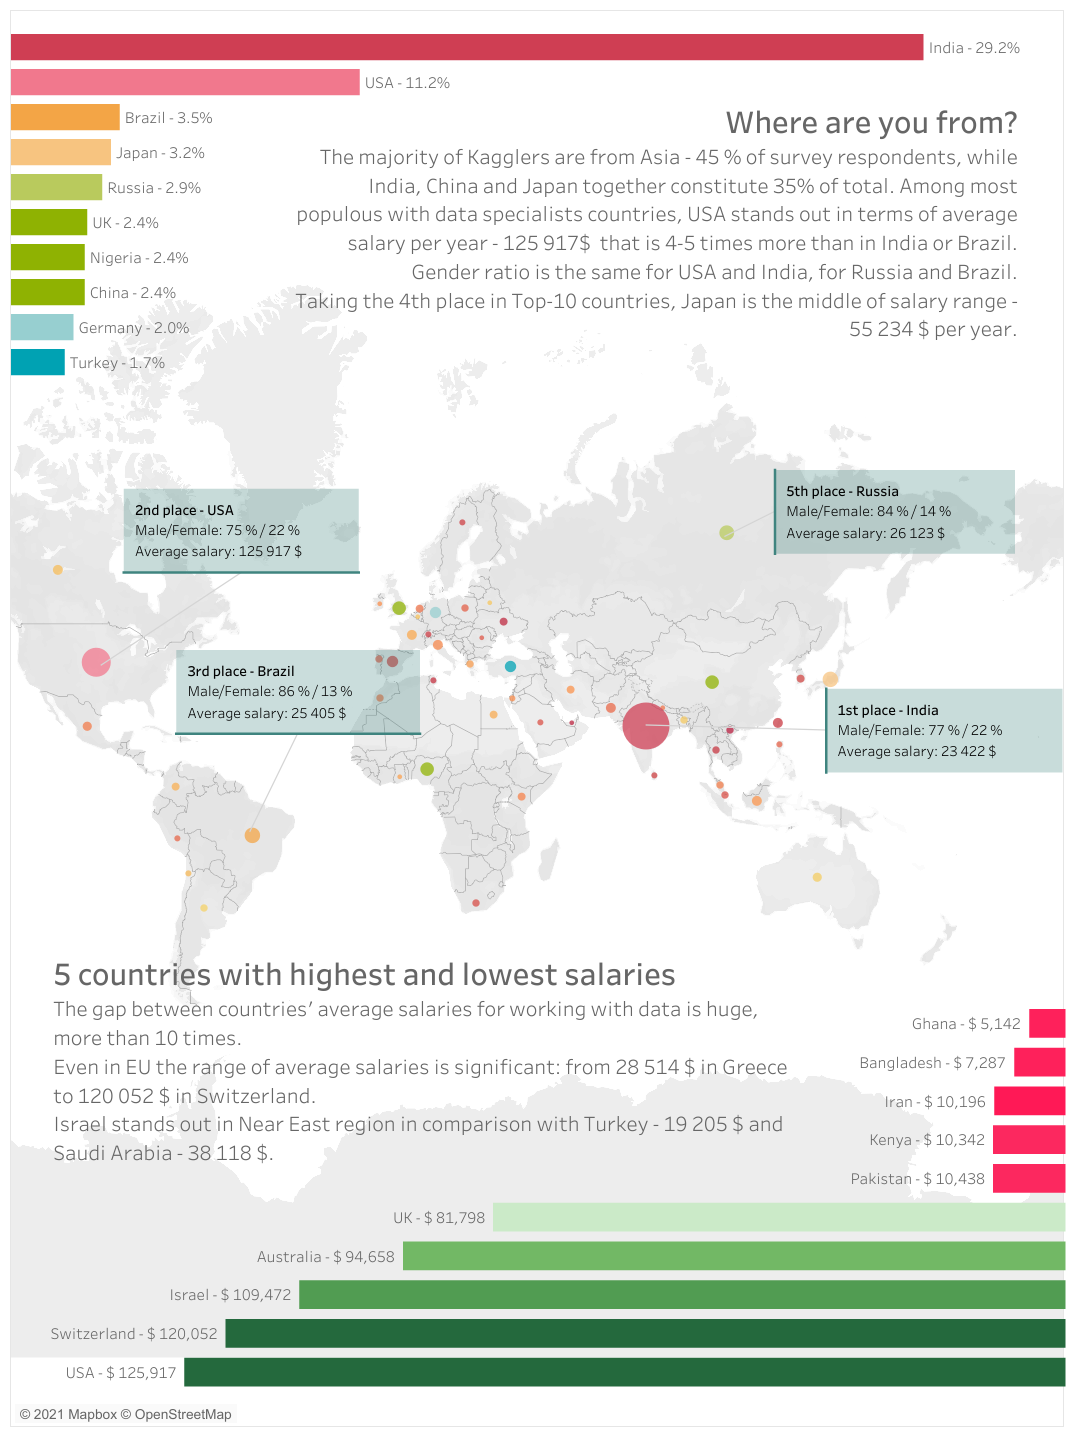 India - 29.2%
USA - 11.2%
Brazil - 3.5%
Japan - 3.2%
Russia - 2.9%
UK - 2.4%
Nigeria - 2.4%
China - 2.4%
Germany - 2.0%
Turkey - 1.7%
Where are you from?
The majority of Kagglers are from Asia - 45 % of survey respondents, while
India, China and Japan together constitute 35% of total. Among most
populous with data specialists countries, USA stands out in terms of average
salary per year - 125 917$  that is 4-5 times more than in India or Brazil.
Gender ratio is the same for USA and India, for Russia and Brazil.
Taking the 4th place in Top-10 countries, Japan is the middle of salary range -
55 234 $ per year.
2nd place - USA
Male/Female: 75 % / 22 %
Average salary: 125 917 $
5th place - Russia
Male/Female: 84 % / 14 %
Average salary: 26 123 $
3rd place - Brazil
Male/Female: 86 % / 13 %
Average salary: 25 405 $
1st place - India
Male/Female: 77 % / 22 %
Average salary: 23 422 $
5 countries with highest and lowest salaries
The gap between countries’ average salaries for working with data is huge,
more than 10 times.
Even in EU the range of average salaries is significant: from 28 514 $ in Greece
to 120 052 $ in Switzerland.
Israel stands out in Near East region in comparison with Turkey - 19 205 $ and
Saudi Arabia - 38 118 $.
Ghana - $ 5,142
Bangladesh - $ 7,287
Iran - $ 10,196
Kenya - $ 10,342
Pakistan - $ 10,438
UK - $ 81,798
Australia - $ 94,658
Israel - $ 109,472
Switzerland - $ 120,052
USA - $ 125,917
© 2021 Mapbox © OpenStreetMap